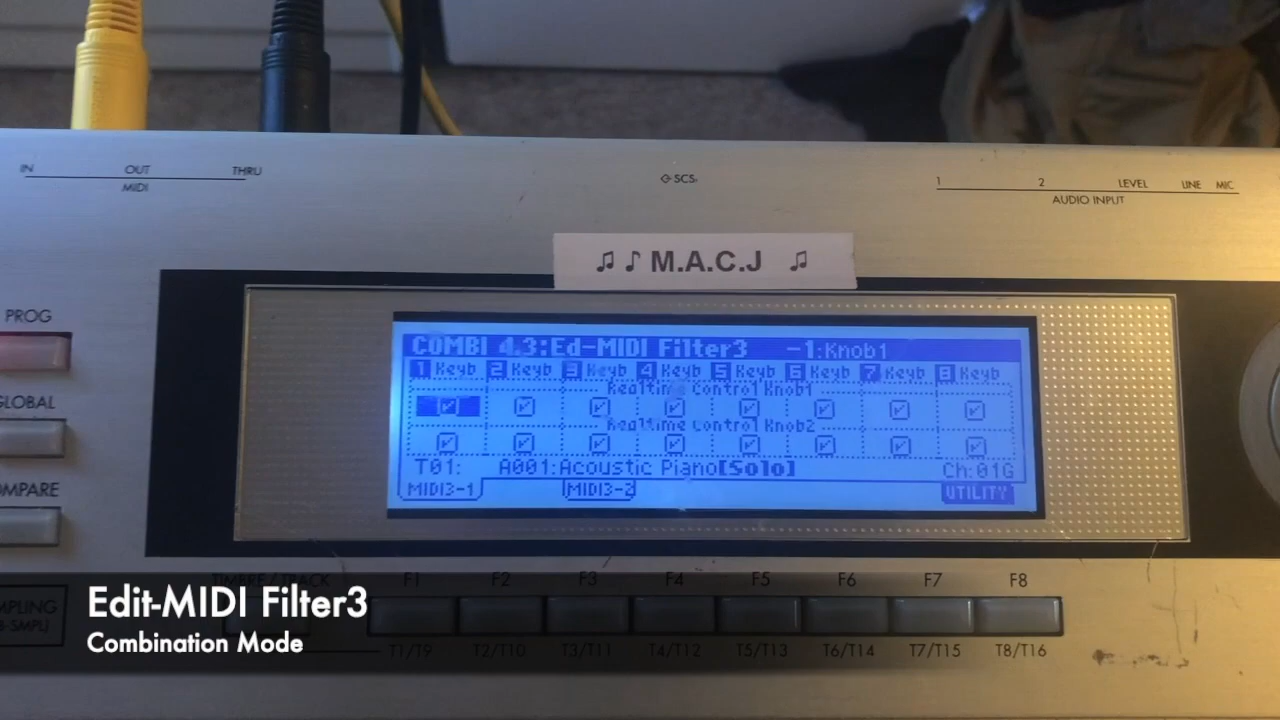 IN OUT THRU
MIDI
SCS
1 2 LEVEL LINE MIC
AUDIO INPUT
♫ ♪ M.A.C.J ♫
PROG
COMBI 4.3:Ed-MIDI Filter3 -1:Knob1
1 Keyb 2 Keyb 3 Keyb 4 Keyb 5 Keyb 6 Keyb 7 Keyb 8 Keyb
Realtime Control Knob1
GLOBAL
Realtime Control Knob2
T01: A001:Acoustic Piano[Solo] Ch:01G
COMPARE
MIDI3-1 MIDI3-2 UTILITY
TIMBRE/TRACK F1 F2 F3 F4 F5 F6 F7 F8
Edit-MIDI Filter3
Combination Mode
T1/T9 T2/T10 T3/T11 T4/T12 T5/T13 T6/T14 T7/T15 T8/T16